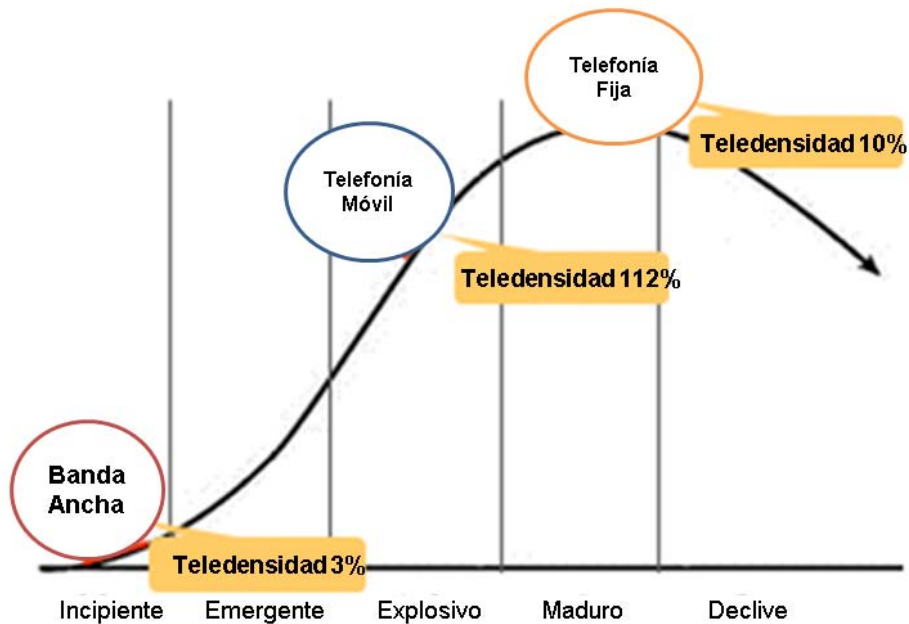 Telefonía
Fija
Teledensidad 10%
Telefonía
Móvil
Teledensidad 112%
Banda
Ancha
Teledensidad 3%
Incipiente Emergente Explosivo Maduro Declive